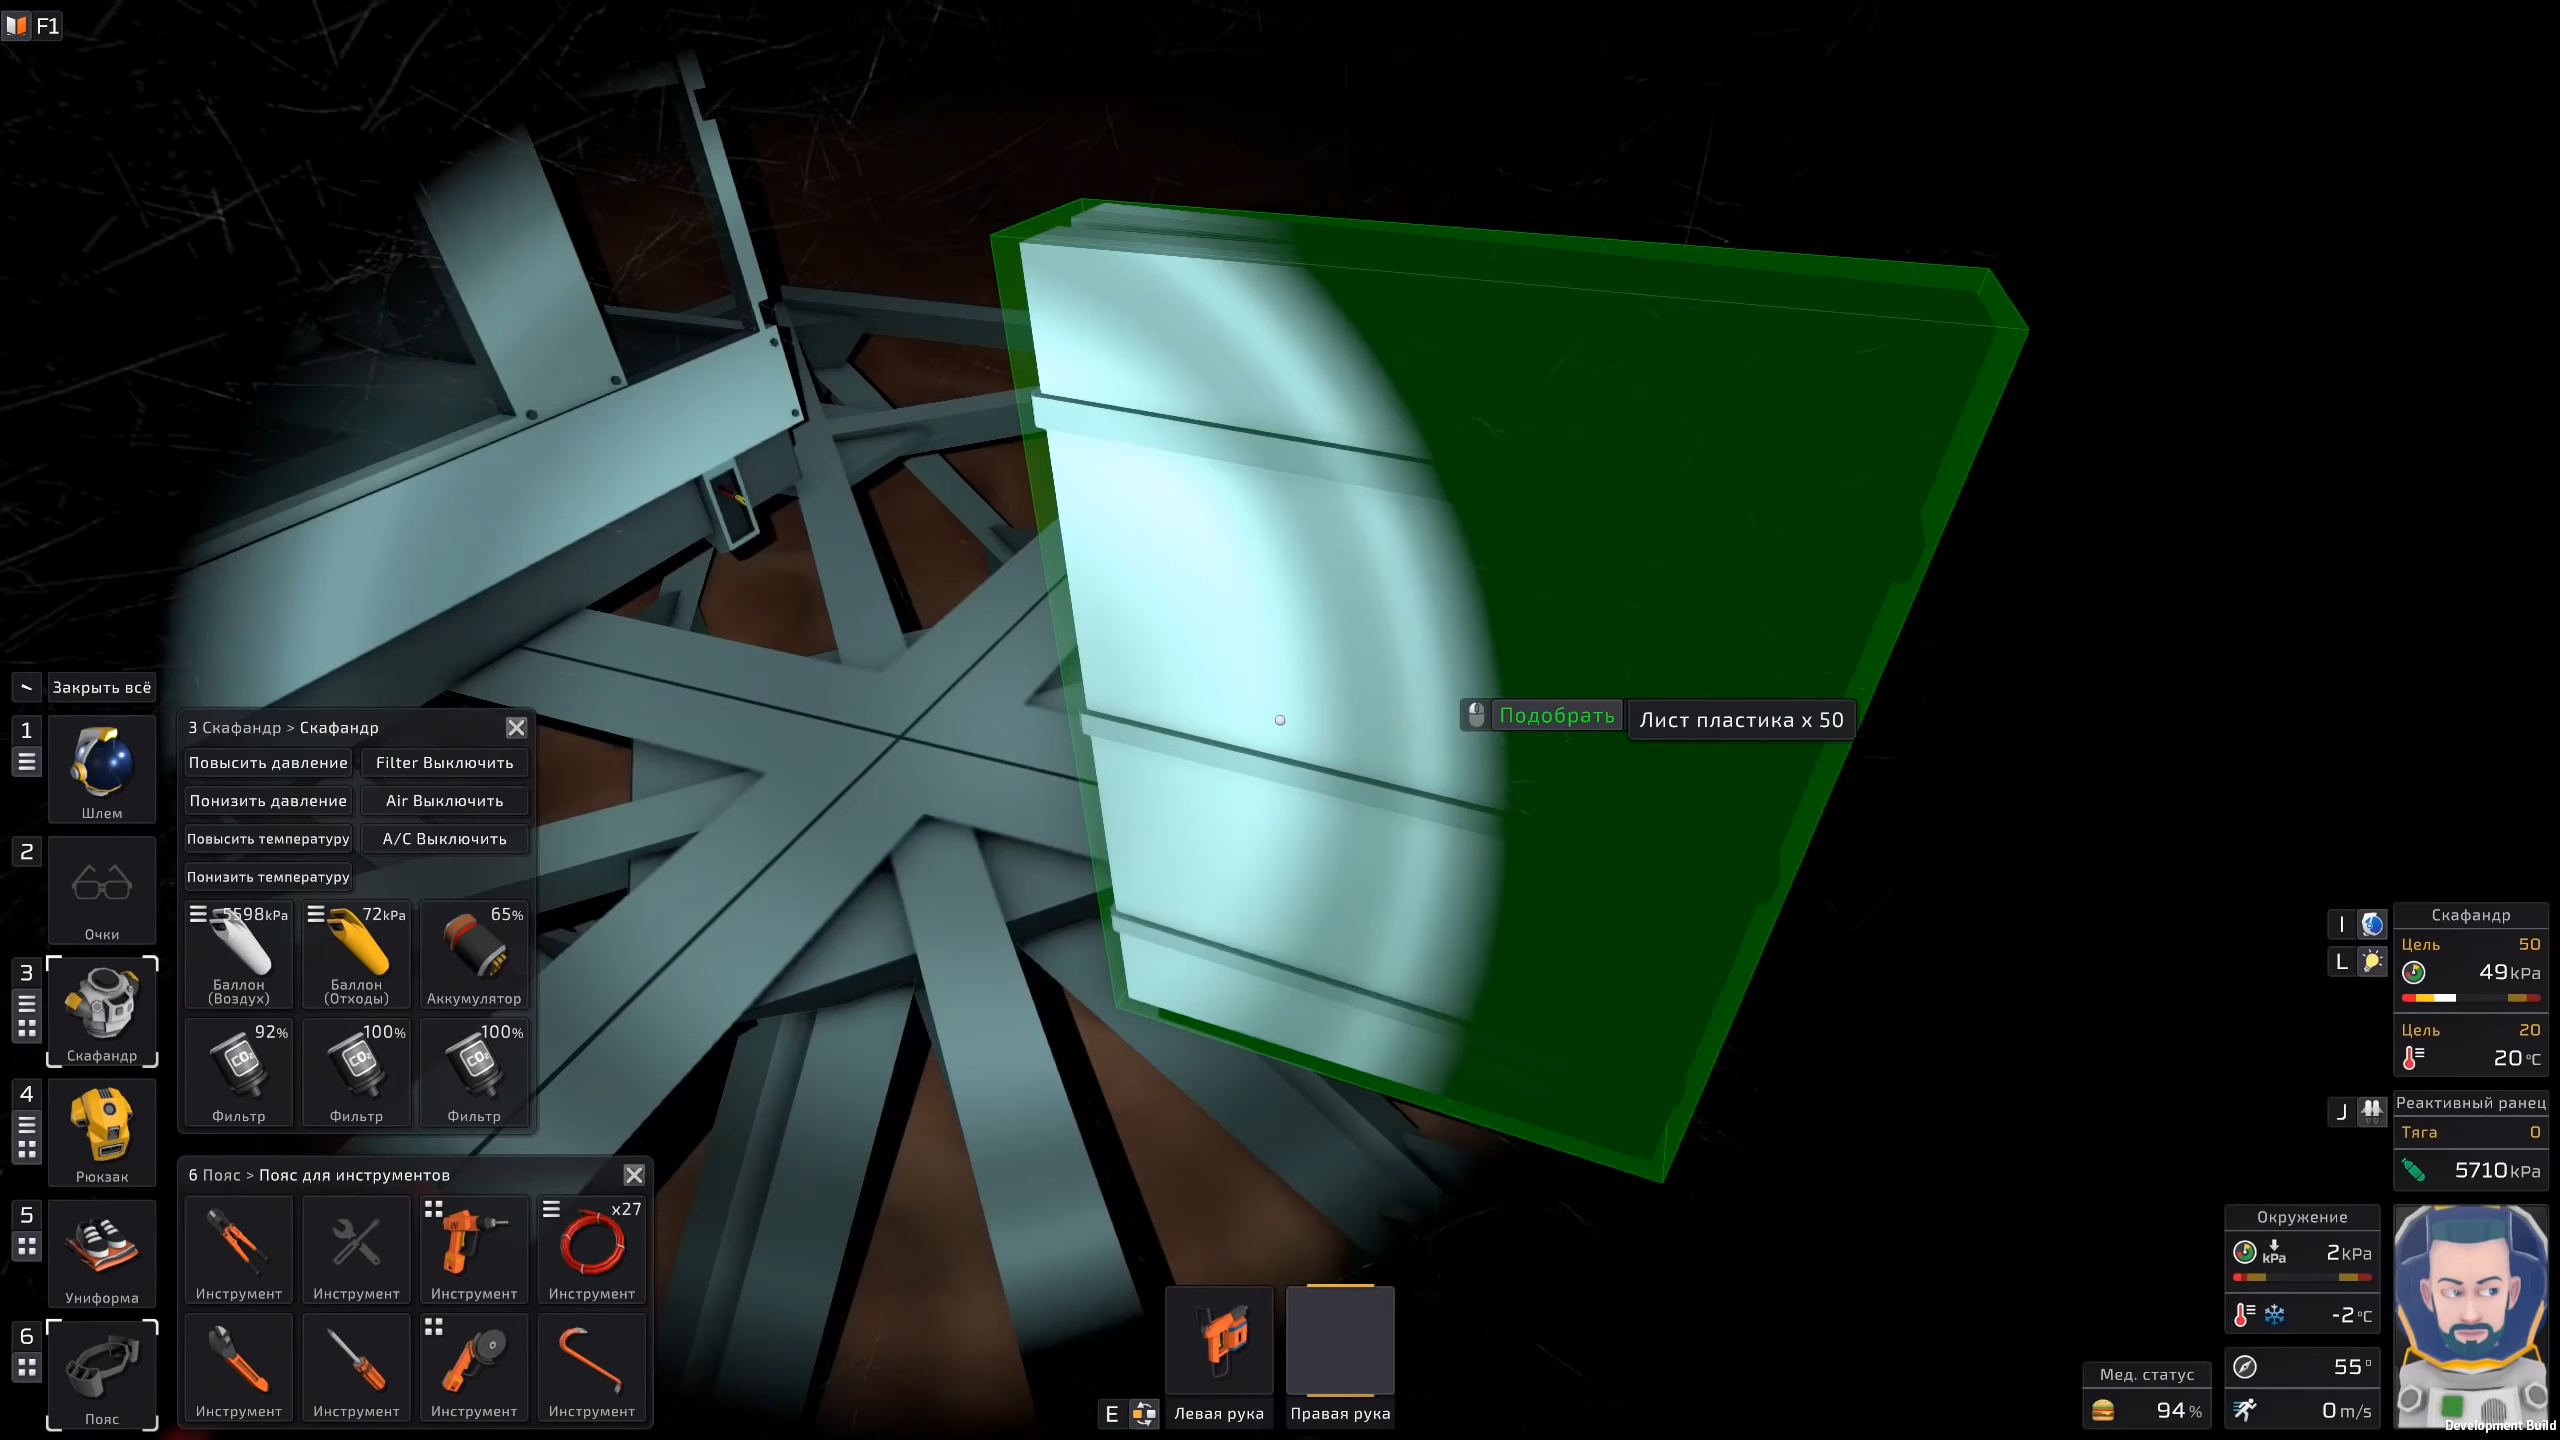 F1
Подобрать
Лист пластика x 50
~ Закрыть всё
1
Шлем
2
Очки
3
Скафандр
4
Рюкзак
5
Униформа
6
Пояс
3 Скафандр > Скафандр
Повысить давление
Filter Выключить
Понизить давление
Air Выключить
Повысить температуру
A/C Выключить
Понизить температуру
5598kPa
Баллон
(Воздух)
72kPa
Баллон
(Отходы)
65%
Аккумулятор
92%
CO2
Фильтр
100%
CO2
Фильтр
100%
CO2
Фильтр
6 Пояс > Пояс для инструментов
Инструмент
Инструмент
Инструмент
x27
Инструмент
Инструмент
Инструмент
Инструмент
Инструмент
E
Левая рука
Правая рука
I
L
Скафандр
Цель 50
49kPa
Цель 20
20°C
J
Реактивный ранец
Тяга 0
5710kPa
Окружение
kPa
2kPa
-2°C
55°
0m/s
Мед. статус
94%
Development Build